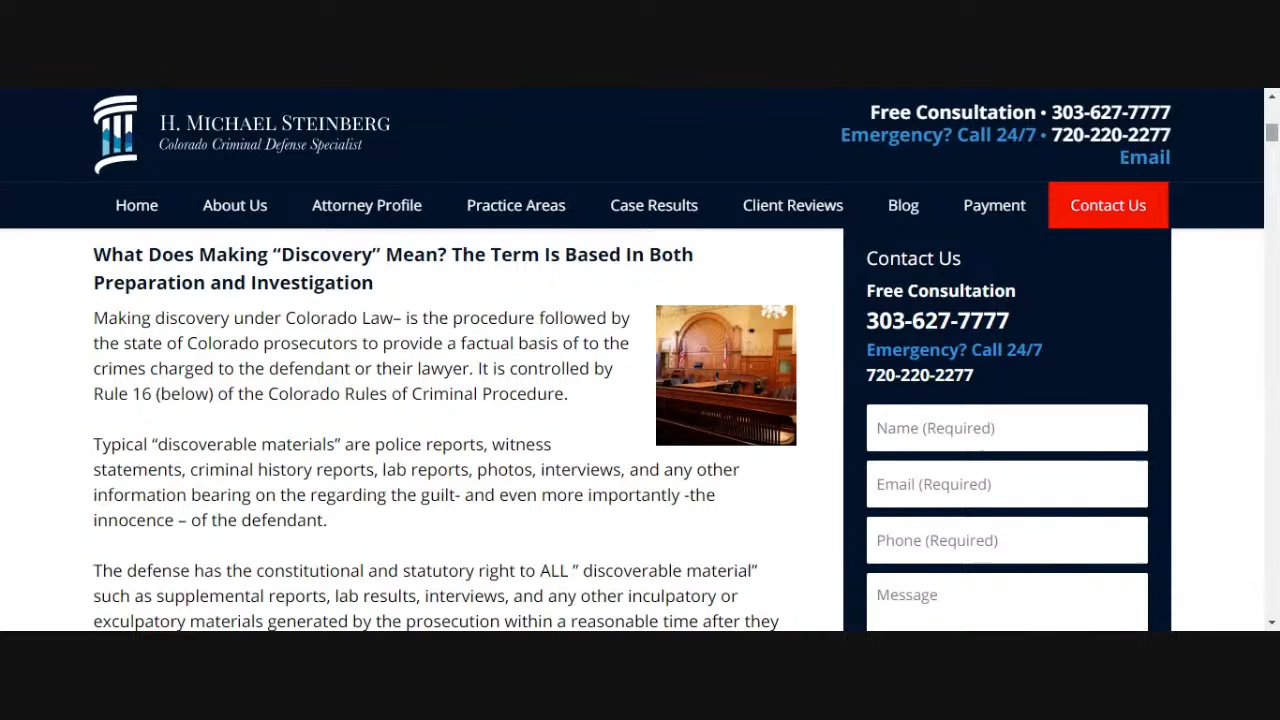 H. MICHAEL STEINBERG
Colorado Criminal Defense Specialist
Free Consultation • 303-627-7777
Emergency? Call 24/7 • 720-220-2277
Email
Home About Us Attorney Profile Practice Areas Case Results Client Reviews Blog Payment Contact Us
What Does Making “Discovery” Mean? The Term Is Based In Both
Preparation and Investigation
Making discovery under Colorado Law– is the procedure followed by
the state of Colorado prosecutors to provide a factual basis of to the
crimes charged to the defendant or their lawyer. It is controlled by
Rule 16 (below) of the Colorado Rules of Criminal Procedure.
Typical “discoverable materials” are police reports, witness
statements, criminal history reports, lab reports, photos, interviews, and any other
information bearing on the regarding the guilt- and even more importantly -the
innocence – of the defendant.
The defense has the constitutional and statutory right to ALL ” discoverable material”
such as supplemental reports, lab results, interviews, and any other inculpatory or
exculpatory materials generated by the prosecution within a reasonable time after they
Contact Us
Free Consultation
303-627-7777
Emergency? Call 24/7
720-220-2277
Name (Required)
Email (Required)
Phone (Required)
Message